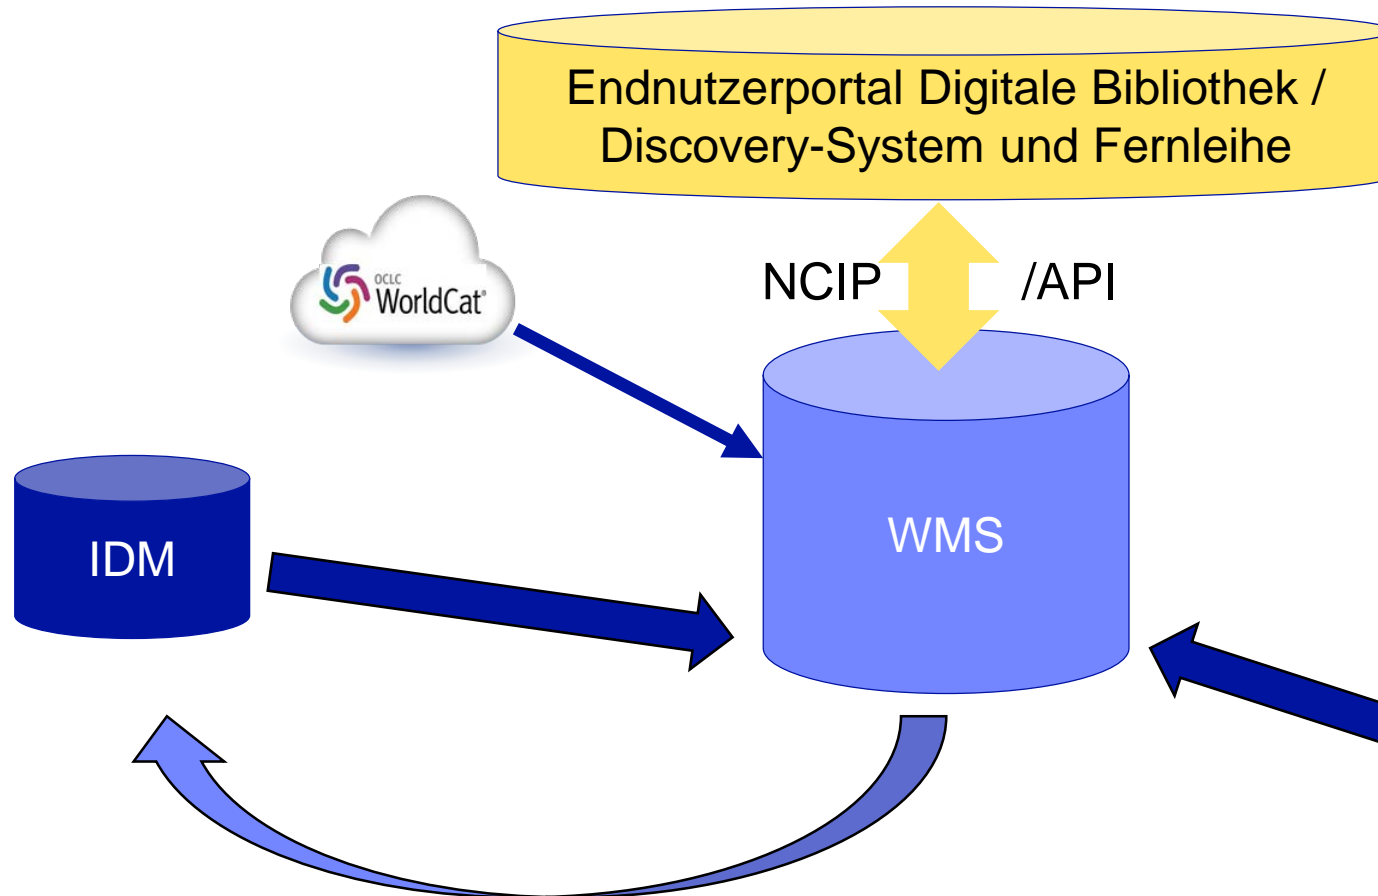 Endnutzerportal Digitale Bibliothek /
Discovery-System und Fernleihe
NCIP /API
OCLC
WorldCat®
WMS
IDM